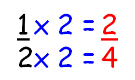 1 × 2 = 2
2 × 2 = 4